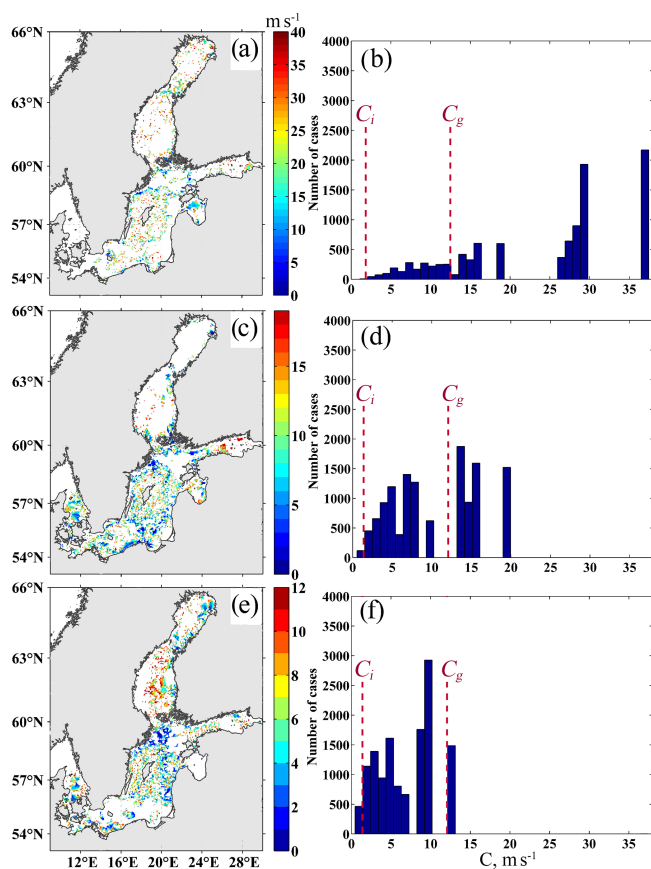 m s⁻¹
66°N
63°N
60°N
57°N
54°N
(a)
40
35
30
25
20
15
10
5
0
Number of cases
4000
3500
3000
2500
2000
1500
1000
500
0
(b)
C_i
C_g
0 5 10 15 20 25 30 35
66°N
63°N
60°N
57°N
54°N
(c)
15
10
5
0
Number of cases
4000
3500
3000
2500
2000
1500
1000
500
0
(d)
C_i
C_g
0 5 10 15 20 25 30 35
66°N
63°N
60°N
57°N
54°N
12°E 16°E 20°E 24°E 28°E
(e)
12
10
8
6
4
2
0
Number of cases
4000
3500
3000
2500
2000
1500
1000
500
0
(f)
C_i
C_g
0 5 10 15 20 25 30 35
C, m s⁻¹